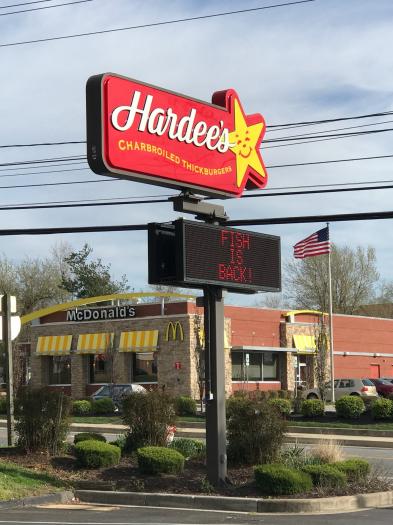 Hardee's
CHARBROILED THICKBURGERS
FISH
IS
BACK!
McDonald's